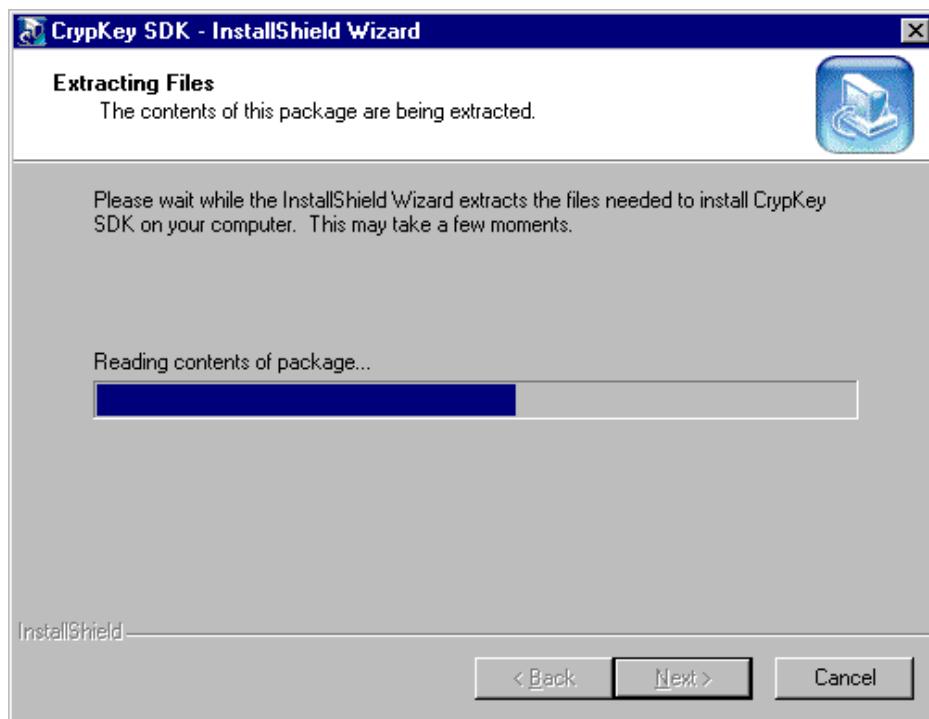 CrypKey SDK - InstallShield Wizard
Extracting Files
The contents of this package are being extracted.
Please wait while the InstallShield Wizard extracts the files needed to install CrypKey
SDK on your computer.  This may take a few moments.
Reading contents of package...
InstallShield
< Back
Next >
Cancel